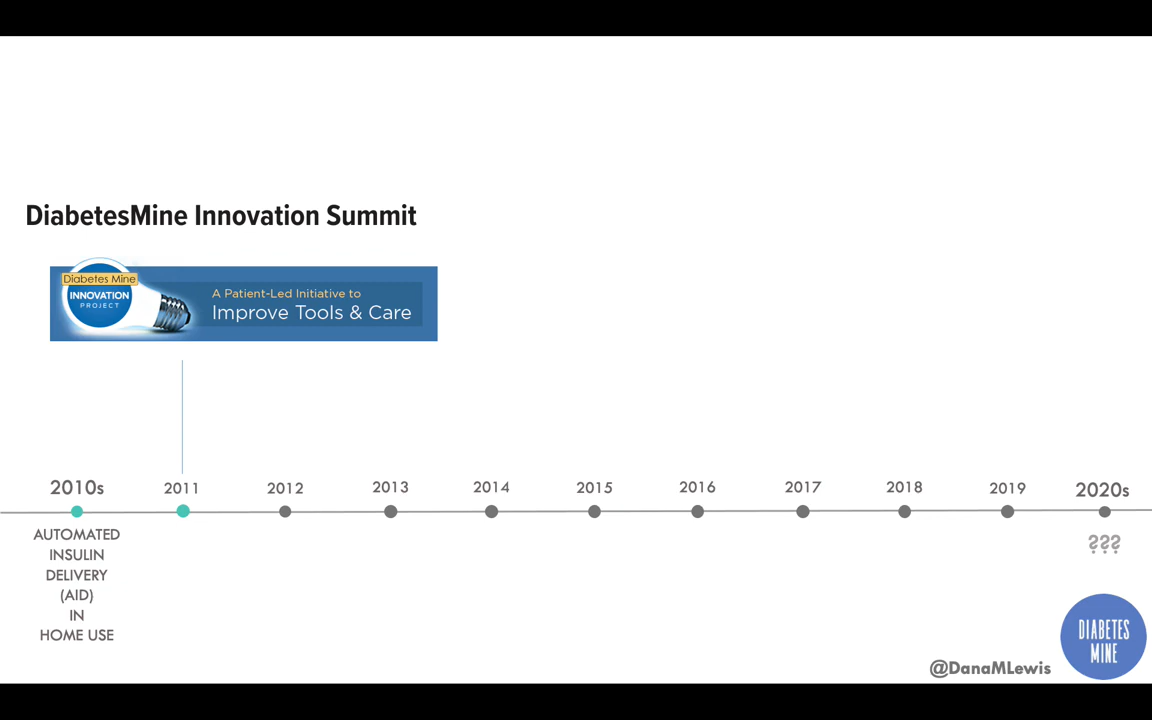 DiabetesMine Innovation Summit
Diabetes Mine
INNOVATION
PROJECT
A Patient-Led Initiative to
Improve Tools & Care
2010s 2011 2012 2013 2014 2015 2016 2017 2018 2019 2020s
AUTOMATED
INSULIN
DELIVERY
(AID)
IN
HOME USE
???
DIABETES
MINE
@DanaMLewis